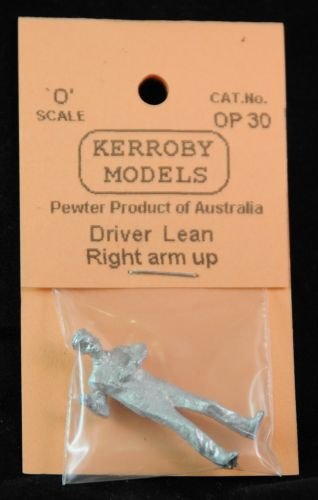 'O'
SCALE
CAT.No.
OP 30
KERROBY
MODELS
Pewter Product of Australia
Driver Lean
Right arm up